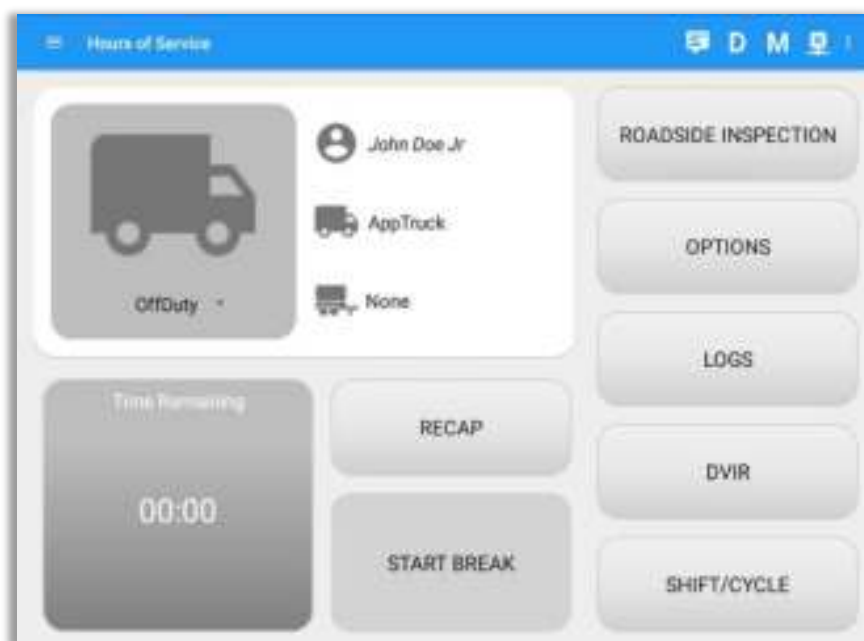 Hours of Service
D M
John Doe Jr
AppTruck
None
OffDuty
Time Remaining
00:00
RECAP
START BREAK
ROADSIDE INSPECTION
OPTIONS
LOGS
DVIR
SHIFT/CYCLE